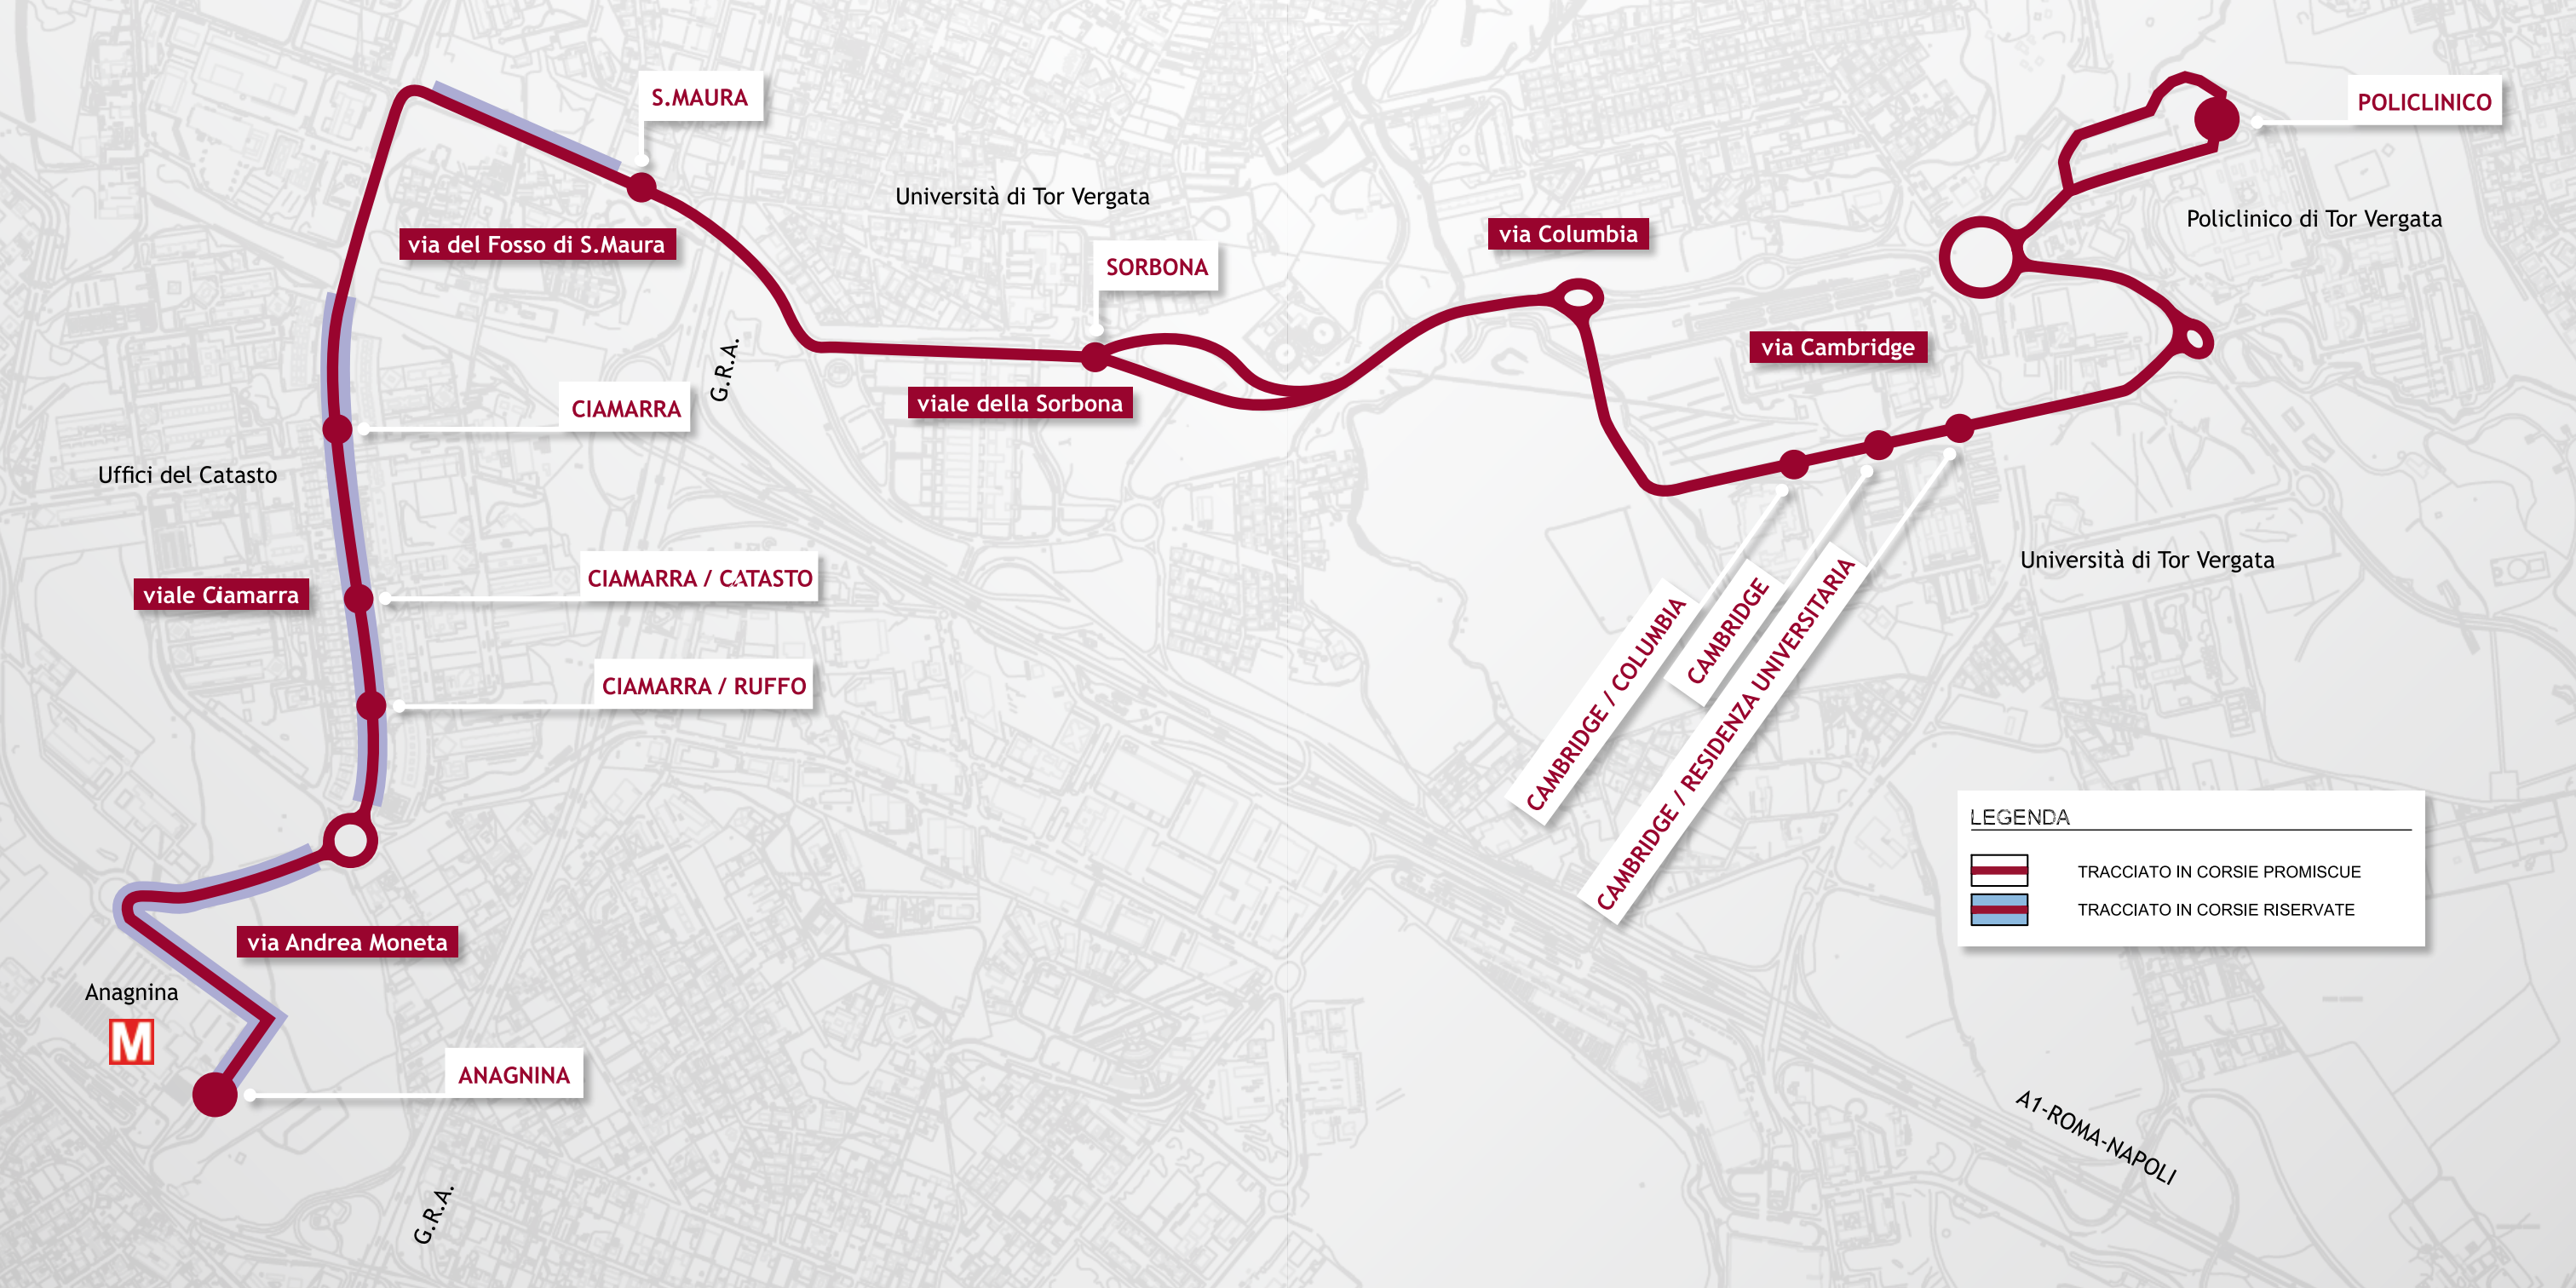 S.MAURA
POLICLINICO
Università di Tor Vergata
Policlinico di Tor Vergata
via Columbia
via del Fosso di S.Maura
SORBONA
via Cambridge
G.R.A.
viale della Sorbona
CIAMARRA
Uffici del Catasto
Università di Tor Vergata
CIAMARRA / CATASTO
viale Ciamarra
CIAMARRA / RUFFO
CAMBRIDGE / COLUMBIA
CAMBRIDGE
CAMBRIDGE / RESIDENZA UNIVERSITARIA
LEGENDA
TRACCIATO IN CORSIE PROMISCUE
TRACCIATO IN CORSIE RISERVATE
via Andrea Moneta
Anagnina
M
ANAGNINA
A1-ROMA-NAPOLI
G.R.A.